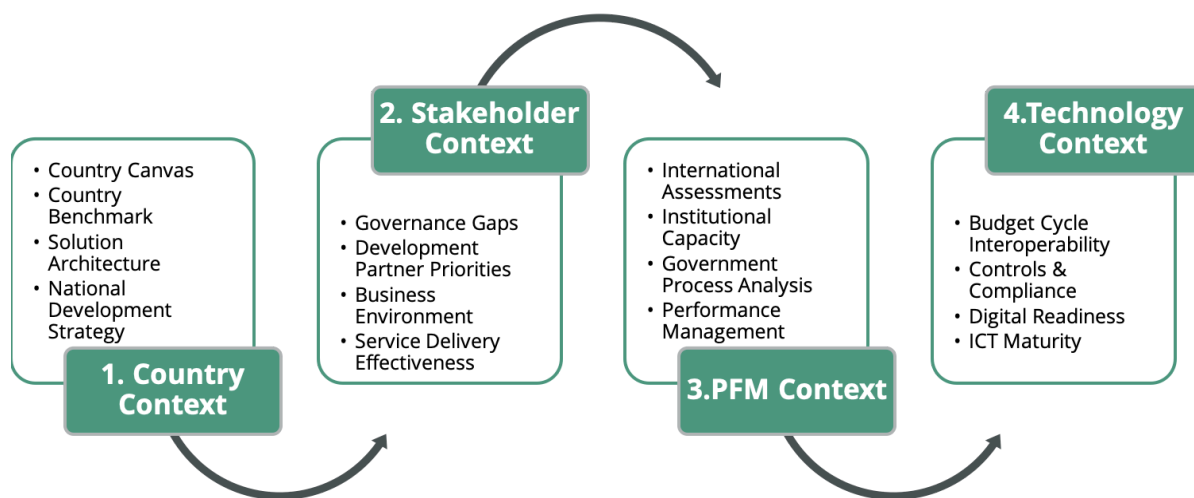 • Country Canvas
• Country
Benchmark
• Solution
Architecture
• National
Development
Strategy
1. Country
Context
2. Stakeholder
Context
• Governance Gaps
• Development
Partner Priorities
• Business
Environment
• Service Delivery
Effectiveness
• International
Assessments
• Institutional
Capacity
• Government
Process Analysis
• Performance
Management
3.PFM Context
4.Technology
Context
• Budget Cycle
Interoperability
• Controls &
Compliance
• Digital Readiness
• ICT Maturity